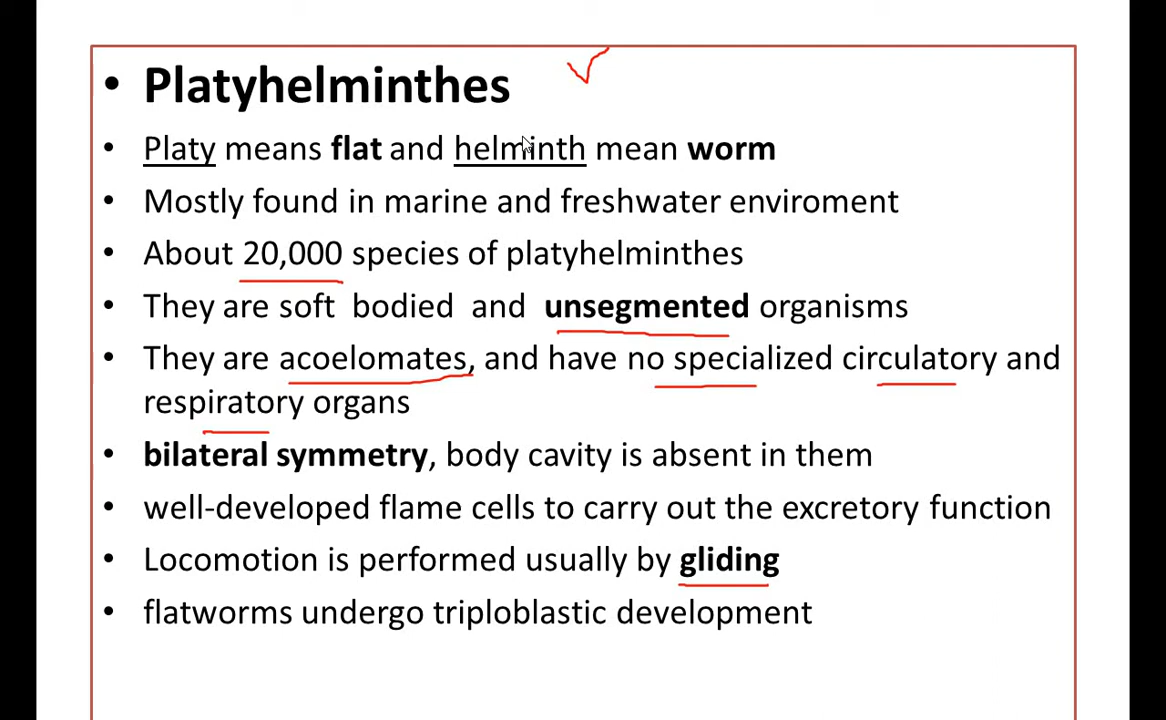 • Platyhelminthes
• Platy means flat and helminth mean worm
• Mostly found in marine and freshwater enviroment
• About 20,000 species of platyhelminthes
• They are soft bodied and unsegmented organisms
• They are acoelomates, and have no specialized circulatory and
respiratory organs
• bilateral symmetry, body cavity is absent in them
• well-developed flame cells to carry out the excretory function
• Locomotion is performed usually by gliding
• flatworms undergo triploblastic development